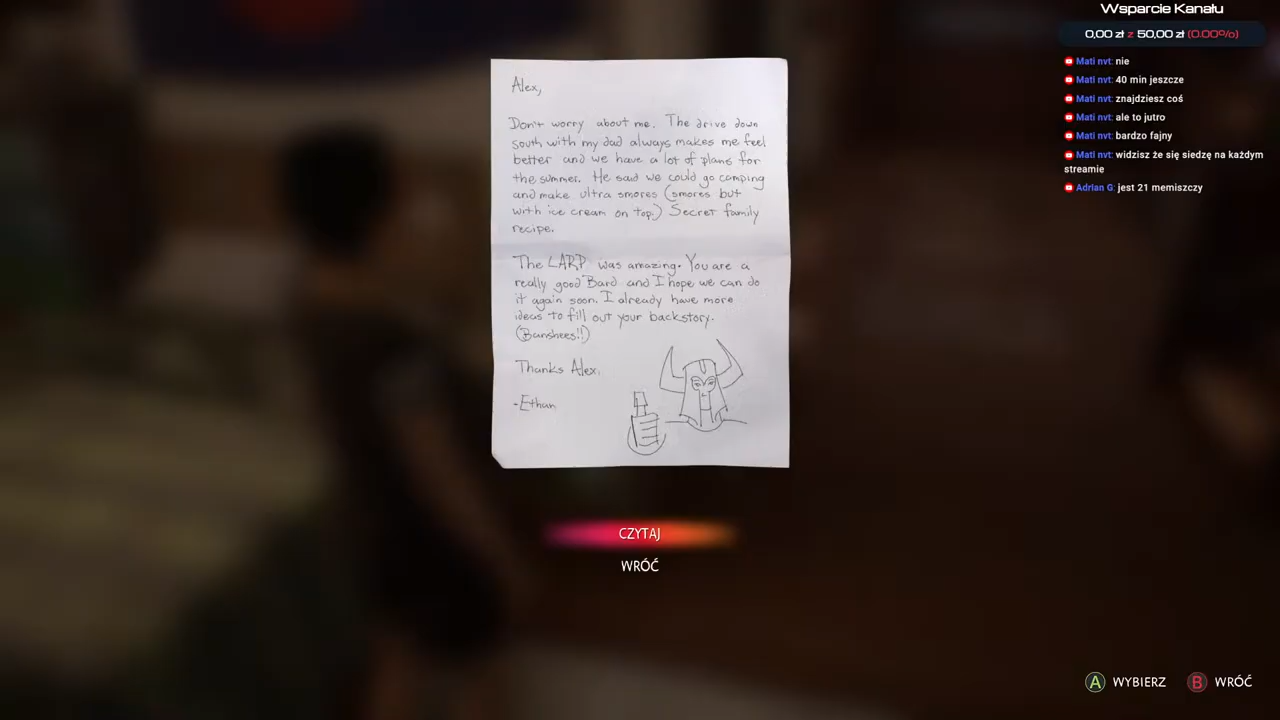 Wsparcie Kanału
0,00 zł z 50,00 zł (0.00%)
Mati nvt: nie
Mati nvt: 40 min jeszcze
Mati nvt: znajdziesz coś
Mati nvt: ale to jutro
Mati nvt: bardzo fajny
Mati nvt: widzisz że się siedzę na każdym
streamie
Adrian G: jest 21 memiszczy
Alex,
Don't worry about me. The drive down
south with my dad always makes me feel
better and we have a lot of plans for
the summer. He said we could go camping
and make ultra smores (smores but
with ice cream on top.) Secret family
recipe.
The LARP was amazing. You are a
really good Bard and I hope we can do
it again soon. I already have more
ideas to fill out your backstory.
(Banshees!!)
Thanks Alex,
-Ethan
CZYTAJ
WRÓĆ
A WYBIERZ B WRÓĆ